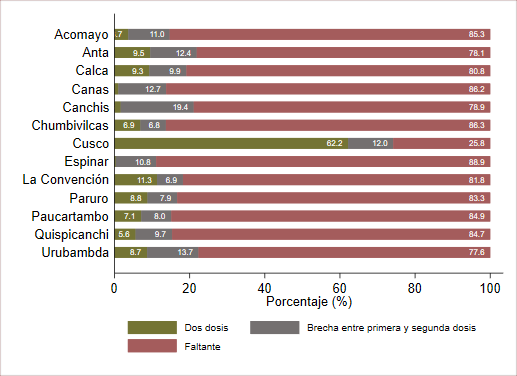 Acomayo .7 11.0 85.3
Anta 9.5 12.4 78.1
Calca 9.3 9.9 80.8
Canas 12.7 86.2
Canchis 19.4 78.9
Chumbivilcas 6.9 6.8 86.3
Cusco 62.2 12.0 25.8
Espinar 10.8 88.9
La Convención 11.3 6.9 81.8
Paruro 8.8 7.9 83.3
Paucartambo 7.1 8.0 84.9
Quispicanchi 5.6 9.7 84.7
Urubambda 8.7 13.7 77.6
0 20 40 60 80 100
Porcentaje (%)
Dos dosis Brecha entre primera y segunda dosis
Faltante